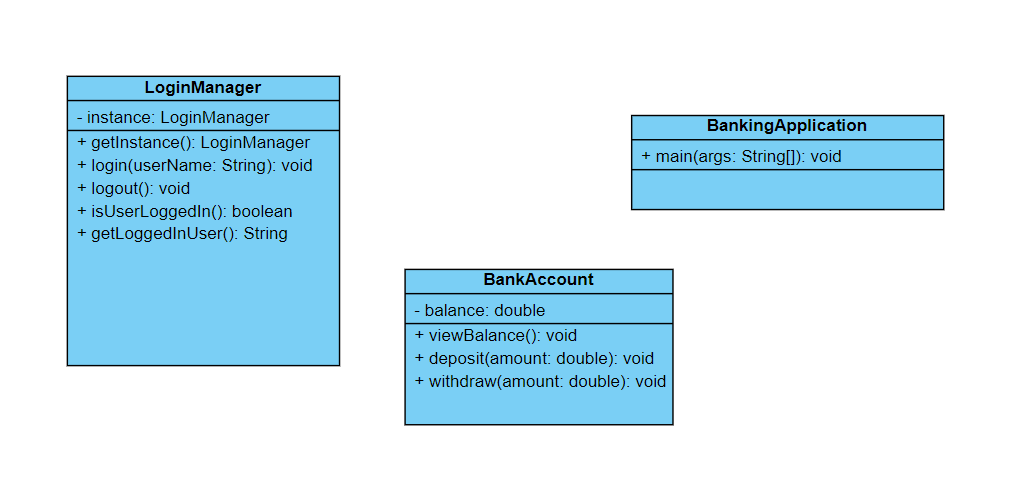 LoginManager
- instance: LoginManager
+ getInstance(): LoginManager
+ login(userName: String): void
+ logout(): void
+ isUserLoggedIn(): boolean
+ getLoggedInUser(): String
BankingApplication
+ main(args: String[]): void
BankAccount
- balance: double
+ viewBalance(): void
+ deposit(amount: double): void
+ withdraw(amount: double): void